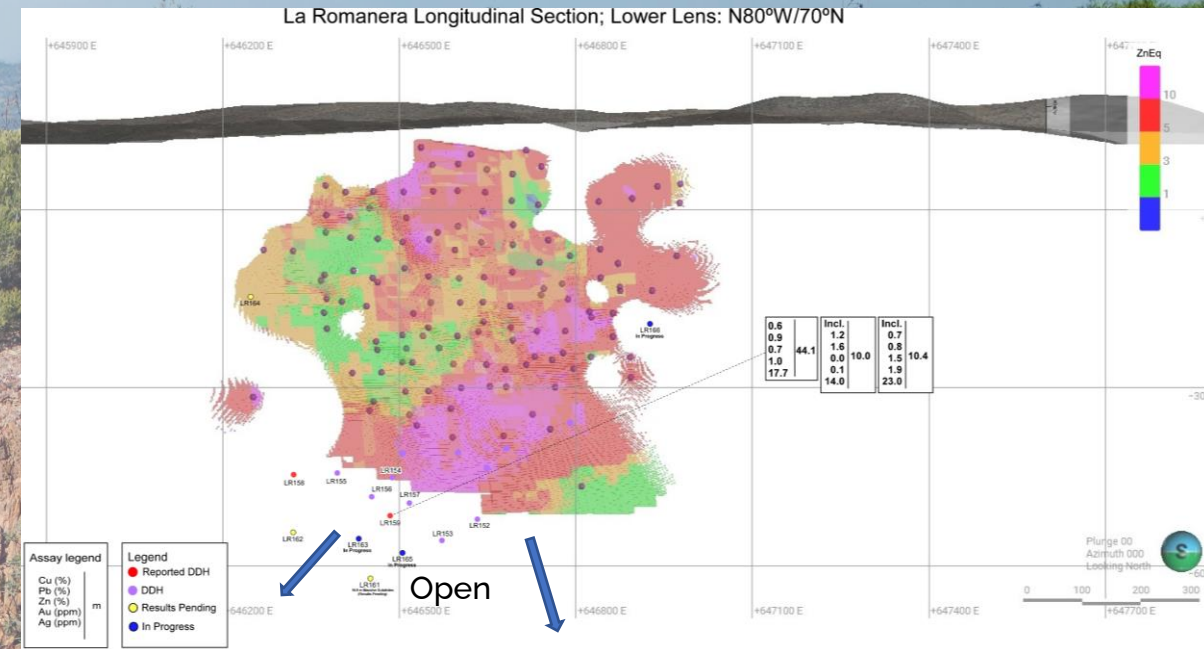 La Romanera Longitudinal Section; Lower Lens: N80ºW/70ºN
+645900 E
+646200 E
+646500 E
+646800 E
+647100 E
+647400 E
ZnEq
10
5
3
1
LR164
LR166
In Progress
0.6
0.9
0.7
1.0
17.7
44.1
Incl.
1.2
1.6
0.0
0.1
14.0
10.0
Incl.
0.7
0.8
1.5
1.9
23.0
10.4
LR154
LR158
LR155
LR156
LR157
LR159
LR152
LR153
LR162
LR163
In Progress
LR165
In Progress
LR161
Open
Assay legend
Cu (%)
Pb (%)
Zn (%)
Au (ppm)
Ag (ppm)
m
Legend
Reported DDH
DDH
Results Pending
In Progress
Plunge 00
Azimuth 000
Looking North
S
0
100
200
300
+646200 E
+646500 E
+646800 E
+647100 E
+647400 E
+647700 E